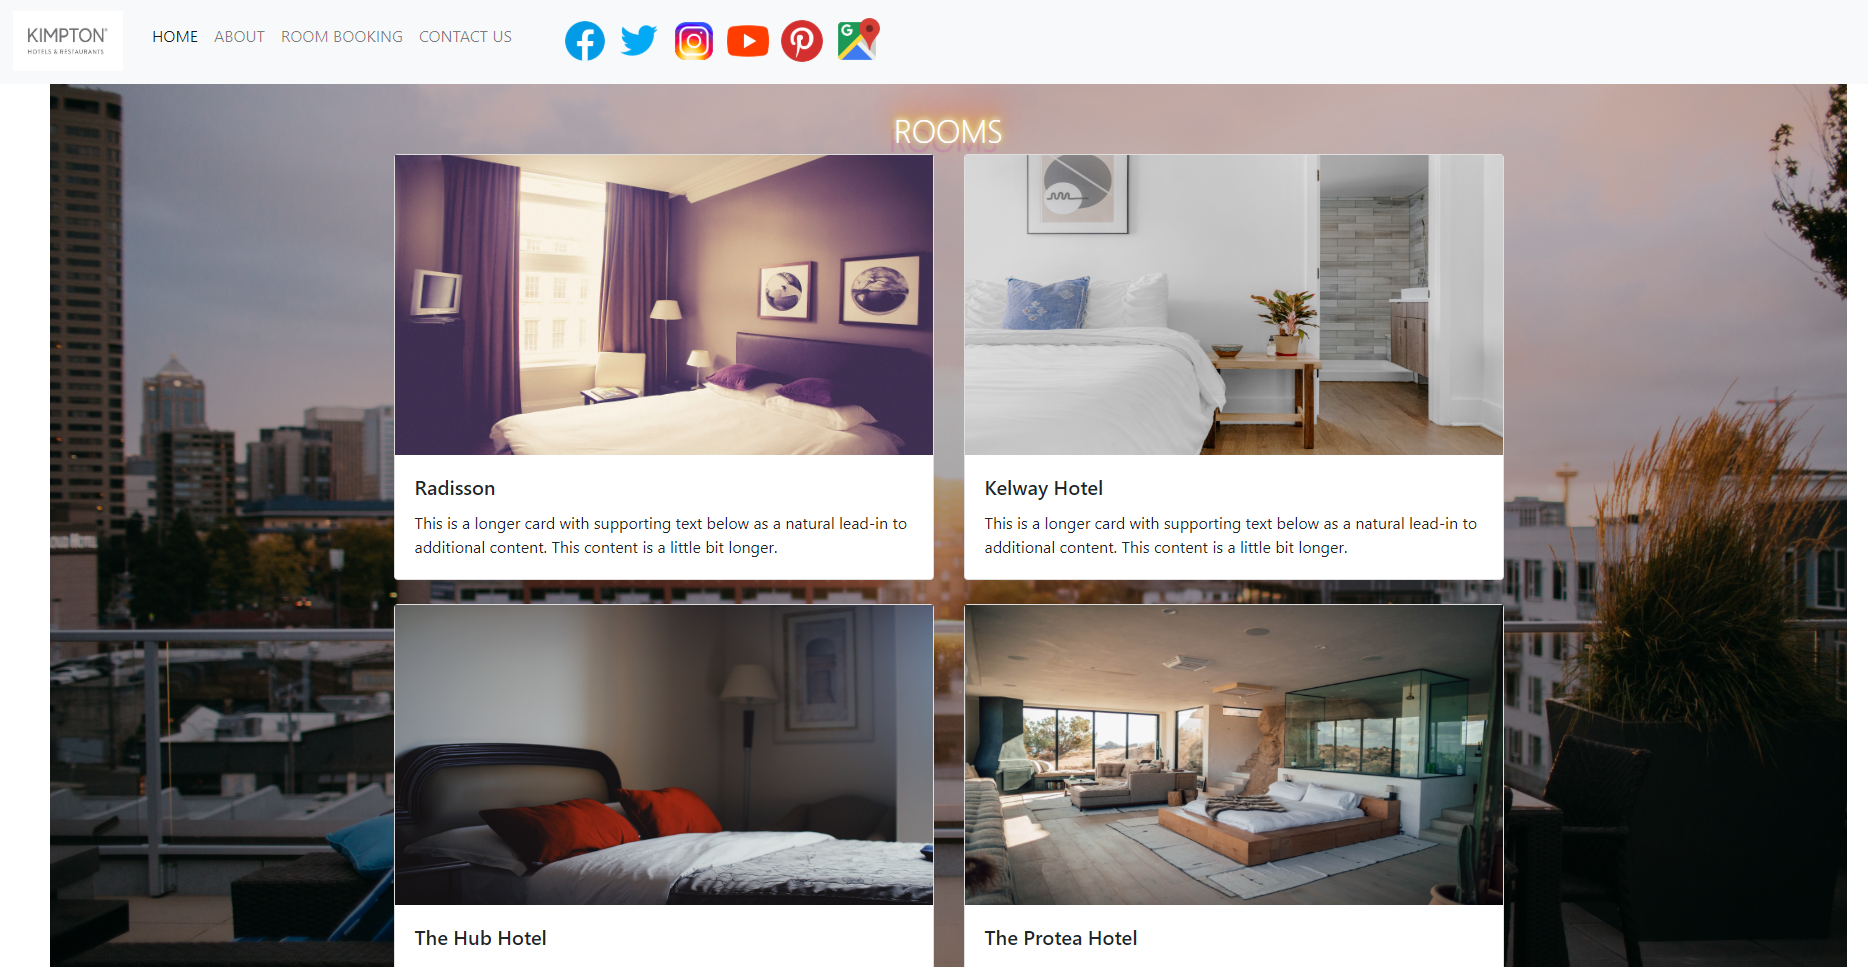 KIMPTON
HOTELS & RESTAURANTS
HOME ABOUT ROOM BOOKING CONTACT US
G
ROOMS
Radisson
This is a longer card with supporting text below as a natural lead-in to
additional content. This content is a little bit longer.
Kelway Hotel
This is a longer card with supporting text below as a natural lead-in to
additional content. This content is a little bit longer.
The Hub Hotel
The Protea Hotel